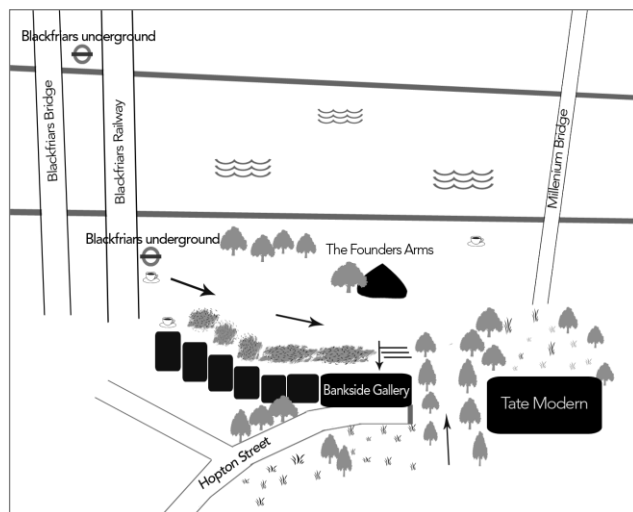 Blackfriars underground
Blackfriars Bridge
Blackfriars Railway
Millenium Bridge
Blackfriars underground
The Founders Arms
Bankside Gallery
Tate Modern
Hopton Street